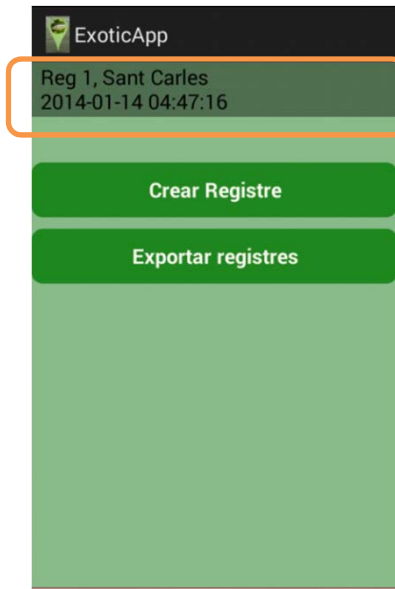 ExoticApp
Reg 1, Sant Carles
2014-01-14 04:47:16
Crear Registre
Exportar registres